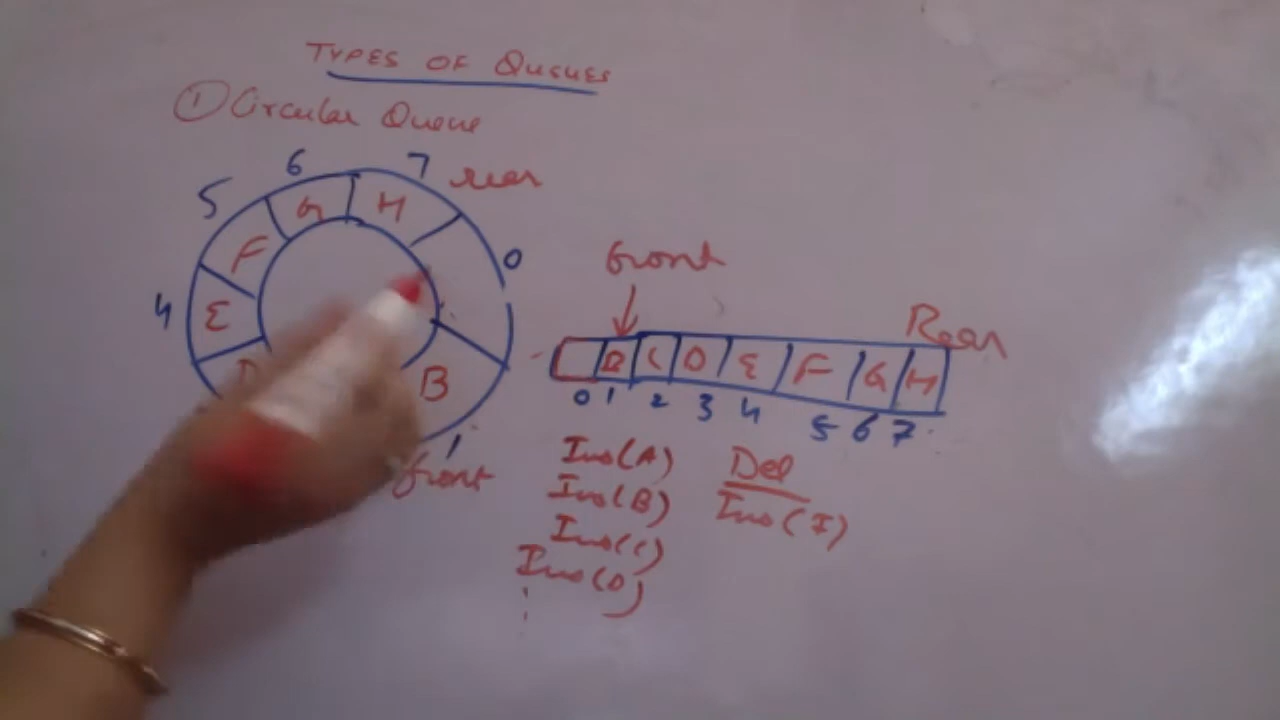 TYPES OF QUEUES
① Circular Queue
6 7 rear
5
G H
F 0
4 E
D B
1
front
front
Rear
B C D E F G H
0 1 2 3 4 5 6 7
Ins(A) Del
Ins(B) Ins(I)
Ins(C)
Ins(D)